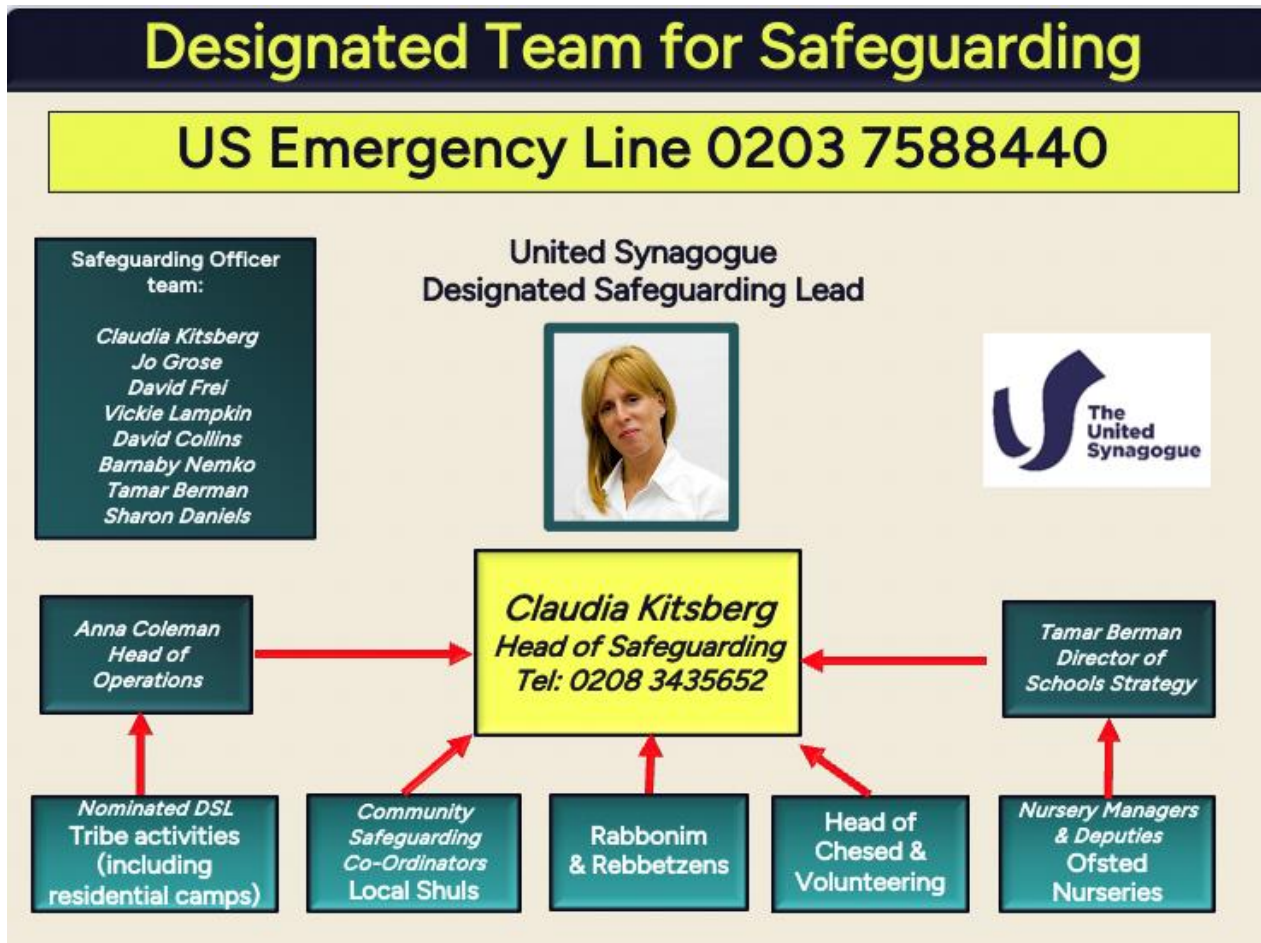 Designated Team for Safeguarding
US Emergency Line 0203 7588440
Safeguarding Officer
team:
Claudia Kitsberg
Jo Grose
David Frei
Vickie Lampkin
David Collins
Barnaby Nemko
Tamar Berman
Sharon Daniels
United Synagogue
Designated Safeguarding Lead
The
United
Synagogue
Claudia Kitsberg
Head of Safeguarding
Tel: 0208 3435652
Anna Coleman
Head of
Operations
Tamar Berman
Director of
Schools Strategy
Nominated DSL
Tribe activities
(including
residential camps)
Community
Safeguarding
Co-Ordinators
Local Shuls
Rabbonim
& Rebbetzens
Head of
Chesed &
Volunteering
Nursery Managers
& Deputies
Ofsted
Nurseries